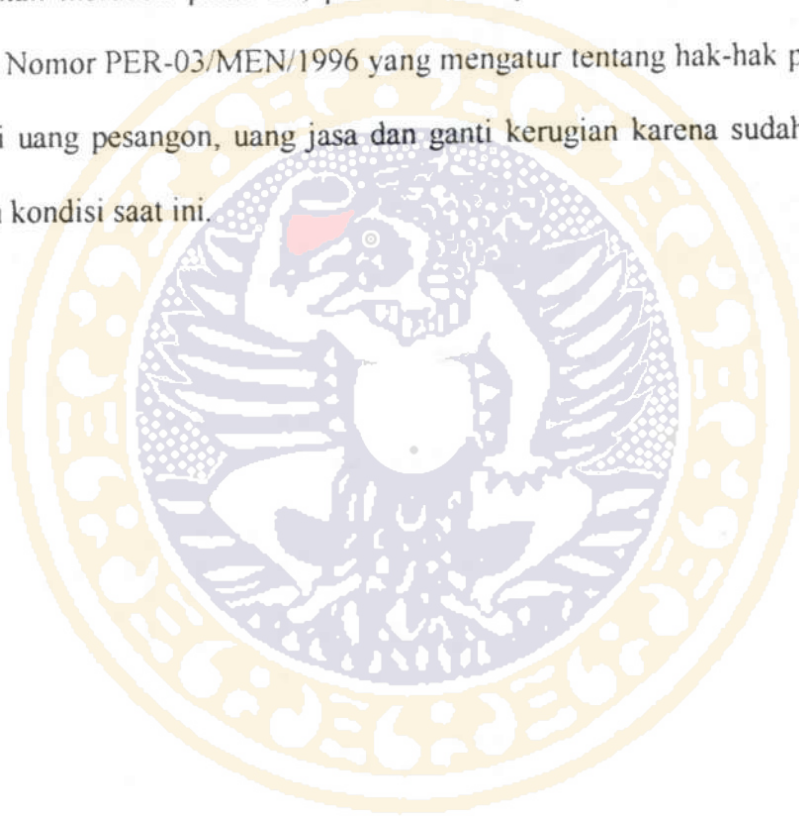 Nomor PER-03/MEN/1996 yang mengatur tentang hak-hak
uang pesangon, uang jasa dan ganti kerugian karena sudah
kondisi saat ini.